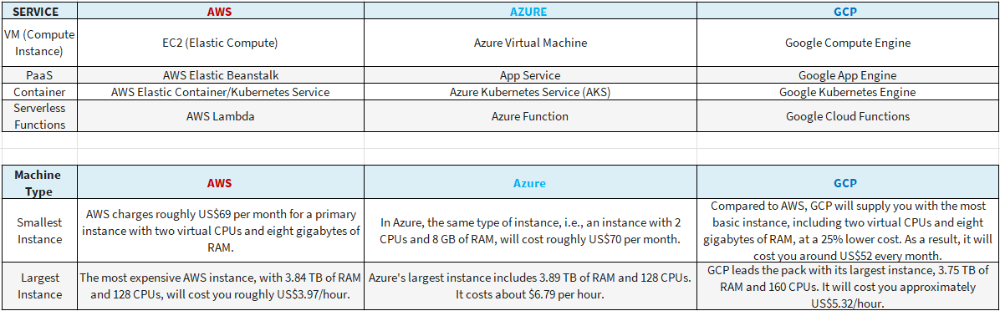 SERVICE AWS AZURE GCP
VM (Compute
Instance) EC2 (Elastic Compute) Azure Virtual Machine Google Compute Engine
PaaS AWS Elastic Beanstalk App Service Google App Engine
Container AWS Elastic Container/Kubernetes Service Azure Kubernetes Service (AKS) Google Kubernetes Engine
Serverless
Functions AWS Lambda Azure Function Google Cloud Functions
Machine
Type AWS Azure GCP
Smallest
Instance
AWS charges roughly US$69 per month for a primary
instance with two virtual CPUs and eight gigabytes of
RAM.
In Azure, the same type of instance, i.e., an instance with 2
CPUs and 8 GB of RAM, will cost roughly US$70 per month.
Compared to AWS, GCP will supply you with the most
basic instance, including two virtual CPUs and eight
gigabytes of RAM, at a 25% lower cost. As a result, it will
cost you around US$52 every month.
Largest
Instance
The most expensive AWS instance, with 3.84 TB of RAM
and 128 CPUs, will cost you roughly US$3.97/hour.
Azure's largest instance includes 3.89 TB of RAM and 128 CPUs.
It costs about $6.79 per hour.
GCP leads the pack with its largest instance, 3.75 TB of
RAM and 160 CPUs. It will cost you approximately
US$5.32/hour.